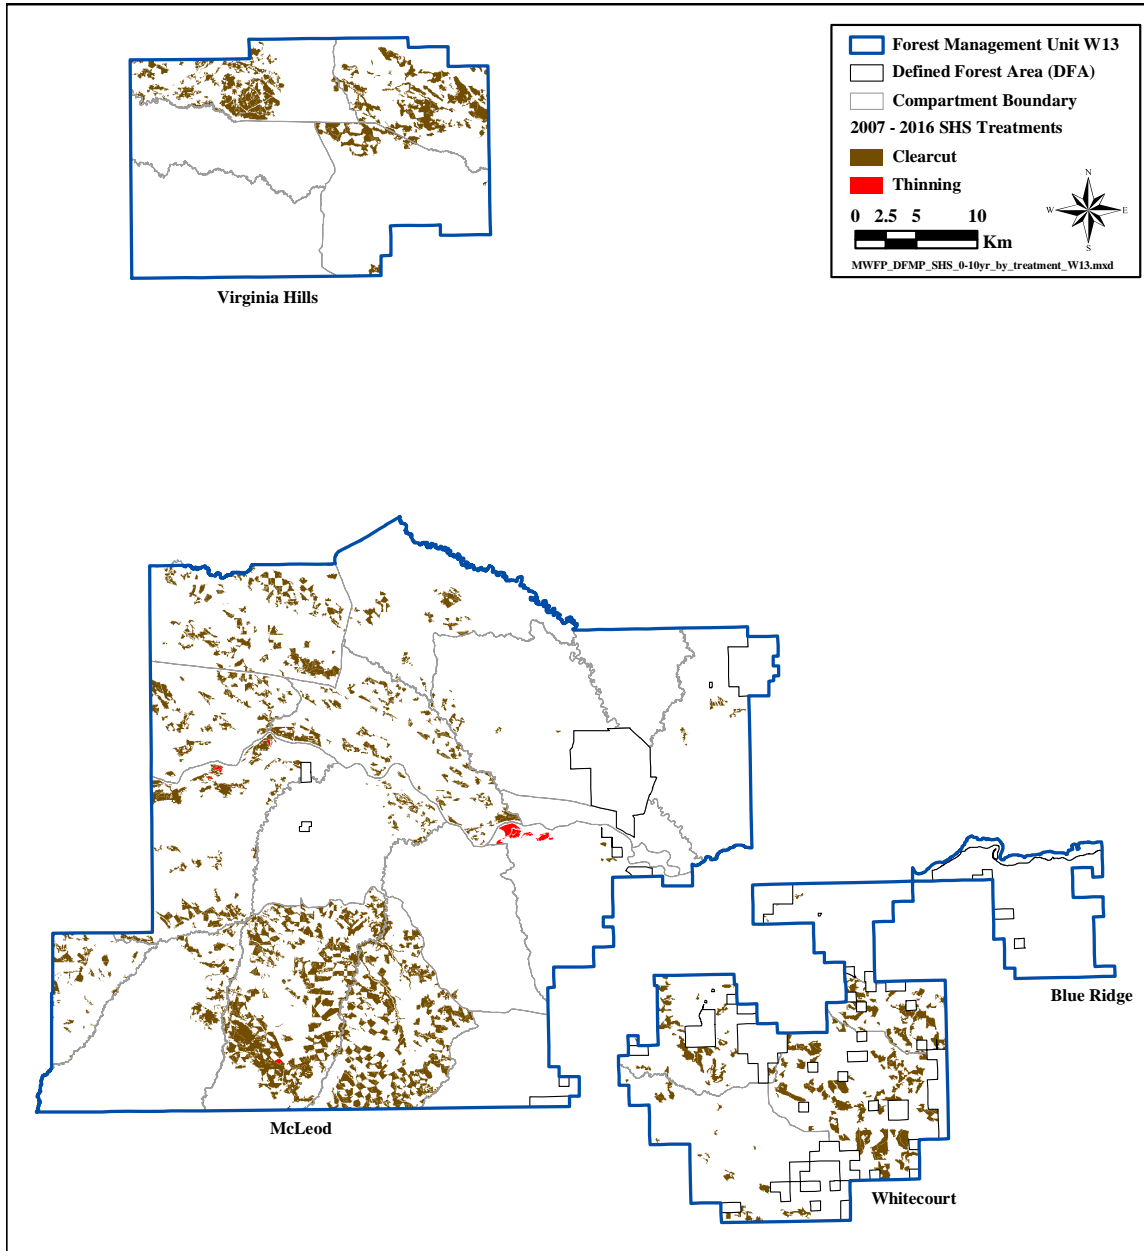 Forest Management Unit W13
Defined Forest Area (DFA)
Compartment Boundary
2007 - 2016 SHS Treatments
Clearcut
Thinning
N
W E
S
0 2.5 5 10
Km
MWFP_DFMP_SHS_0-10yr_by_treatment_W13.mxd
Virginia Hills
Blue Ridge
McLeod
Whitecourt